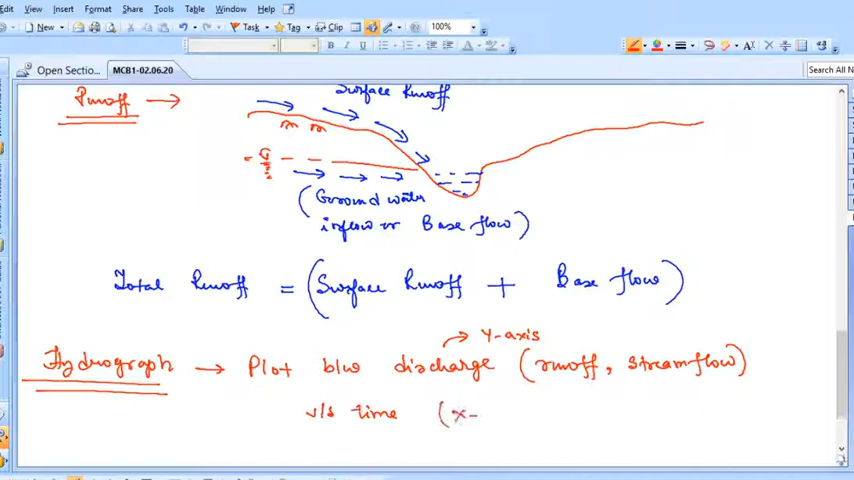 Edit View Insert Format Share Tools Table Window Help
New Task Tag Clip 100%
Open Sectio... MCB1-02.06.20 Search All N
Runoff → Surface Runoff
(Ground water
inflow or Base flow)
Total Runoff = (Surface Runoff + Base flow)
Y-axis
Hydrograph → Plot b/w discharge (runoff, streamflow)
v/s time (x-